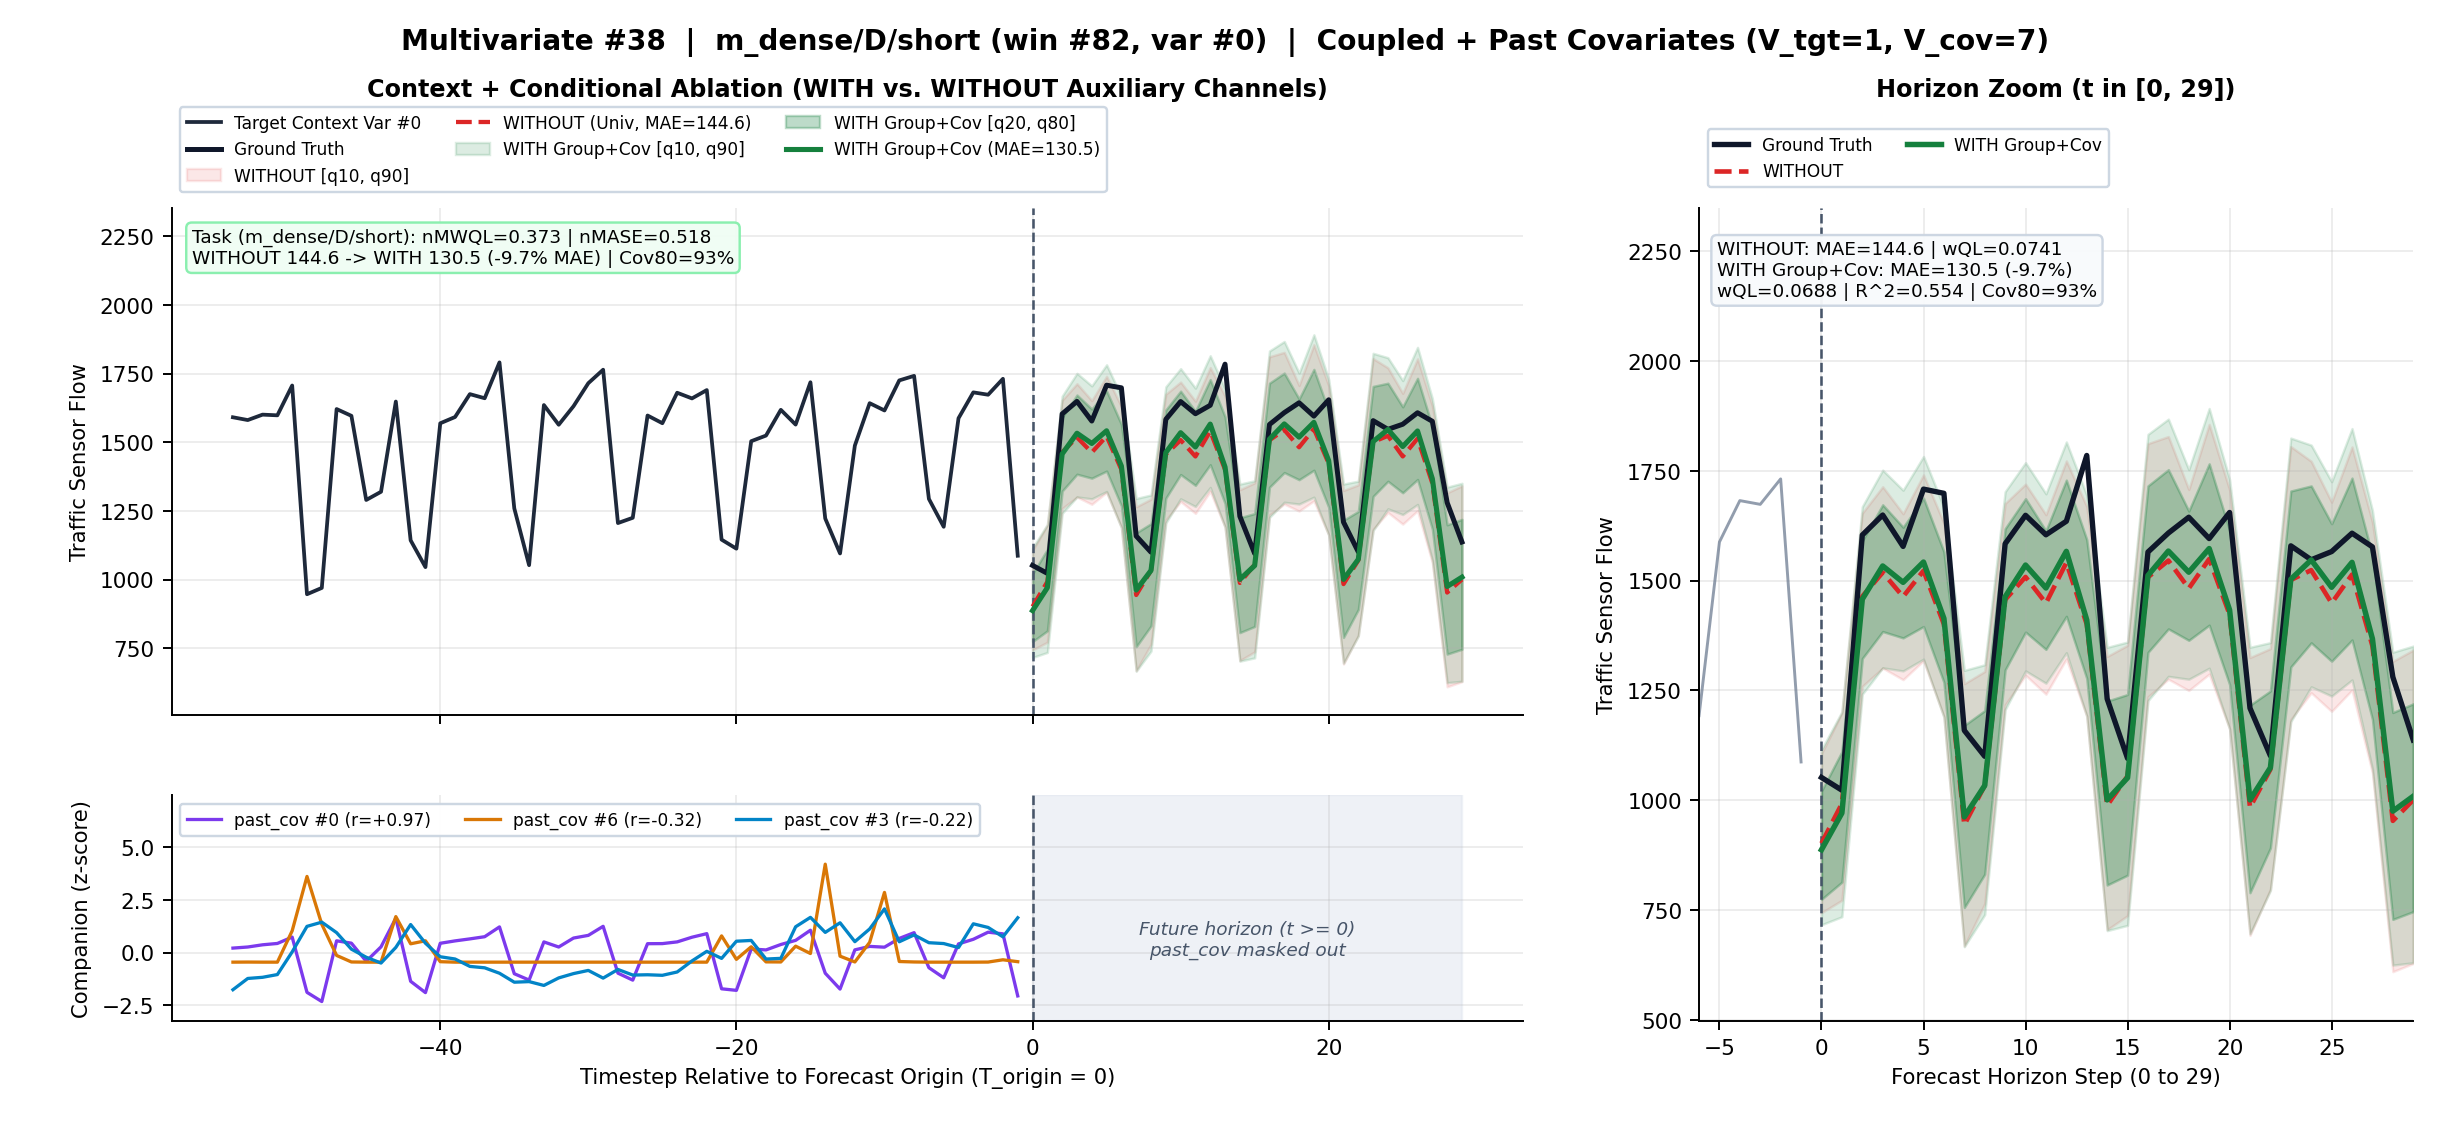 Multivariate #38  |  m_dense/D/short (win #82, var #0)  |  Coupled + Past Covariates (V_tgt=1, V_cov=7)
Context + Conditional Ablation (WITH vs. WITHOUT Auxiliary Channels)
Target Context Var #0
Ground Truth
WITHOUT [q10, q90]
WITHOUT (Univ, MAE=144.6)
WITH Group+Cov [q10, q90]
WITH Group+Cov [q20, q80]
WITH Group+Cov (MAE=130.5)
Task (m_dense/D/short): nMWQL=0.373 | nMASE=0.518
WITHOUT 144.6 -> WITH 130.5 (-9.7% MAE) | Cov80=93%
Traffic Sensor Flow
2250
2000
1750
1500
1250
1000
750
past_cov #0 (r=+0.97)
past_cov #6 (r=-0.32)
past_cov #3 (r=-0.22)
Companion (z-score)
5.0
2.5
0.0
−2.5
Future horizon (t >= 0)
past_cov masked out
−40
−20
0
20
Timestep Relative to Forecast Origin (T_origin = 0)
Horizon Zoom (t in [0, 29])
Ground Truth
WITHOUT
WITH Group+Cov
WITHOUT: MAE=144.6 | wQL=0.0741
WITH Group+Cov: MAE=130.5 (-9.7%)
wQL=0.0688 | R^2=0.554 | Cov80=93%
Traffic Sensor Flow
2250
2000
1750
1500
1250
1000
750
500
−5
0
5
10
15
20
25
Forecast Horizon Step (0 to 29)